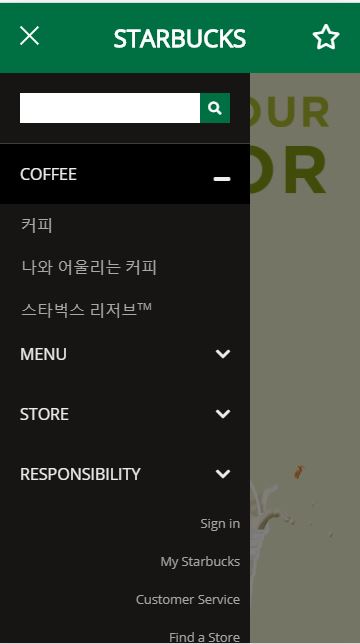 STARBUCKS
OUR
OR
COFFEE
커피
나와 어울리는 커피
스타벅스 리저브™
MENU
STORE
RESPONSIBILITY
Sign in
My Starbucks
Customer Service
Find a Store